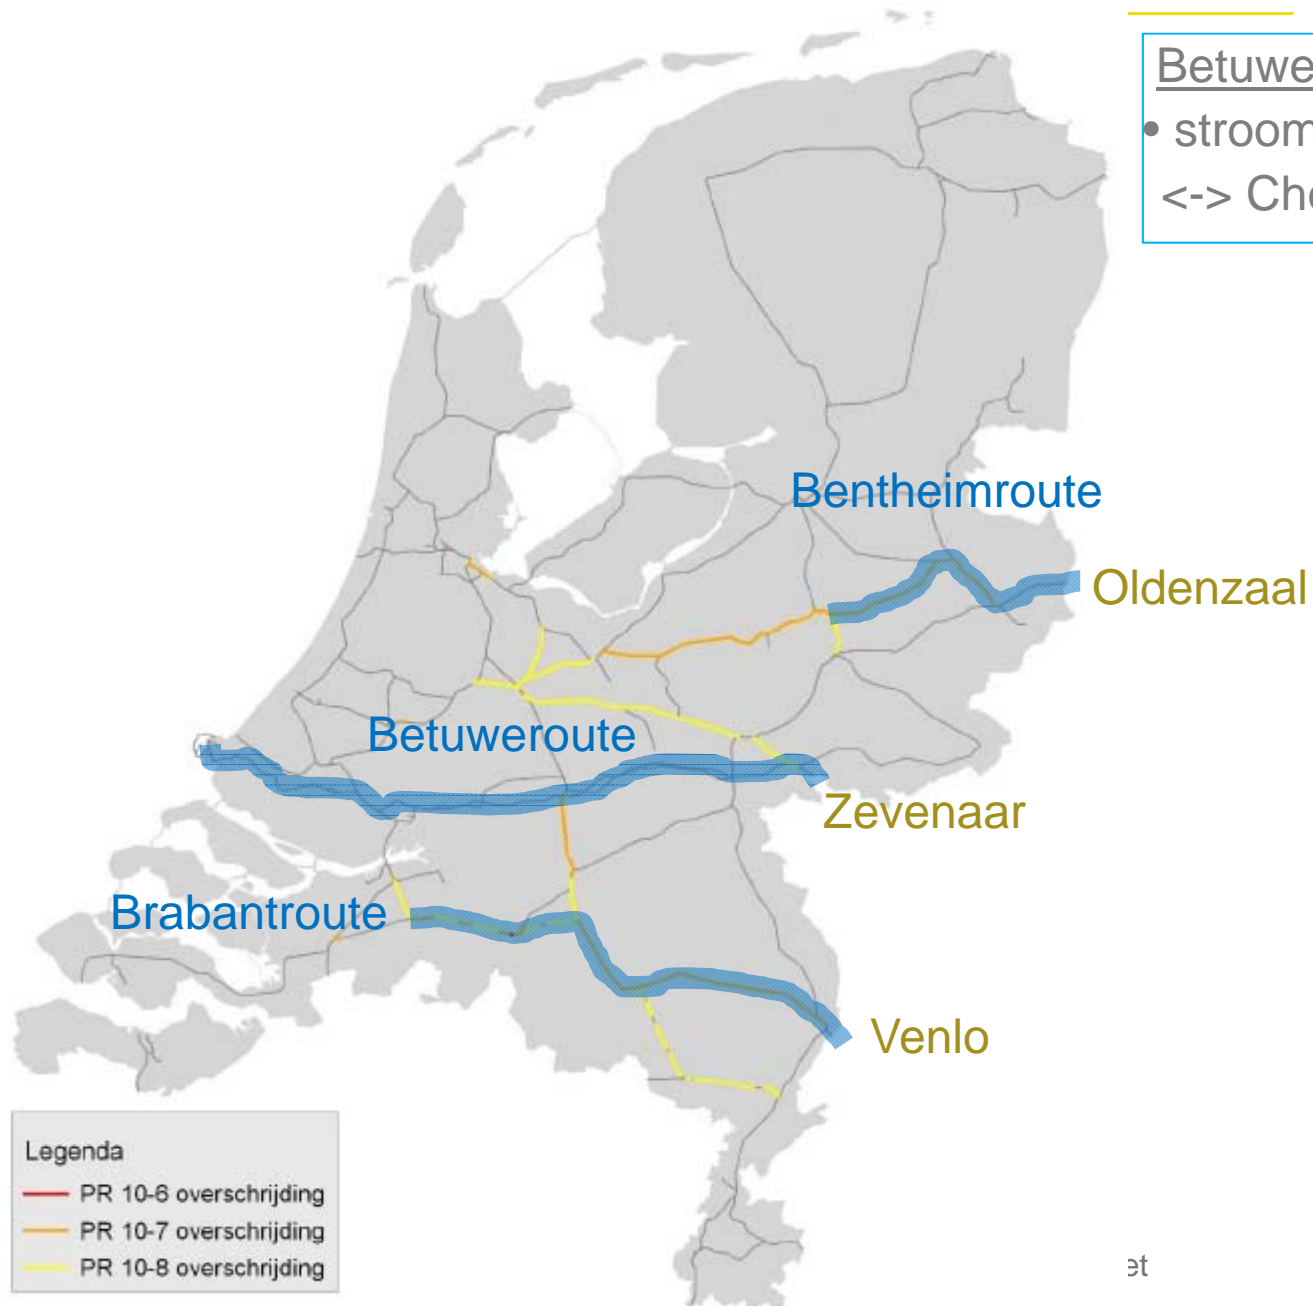 Betuwe
• stroom
<-> Che
Bentheimroute
Oldenzaal
Betuweroute
Zevenaar
Brabantroute
Venlo
Legenda
PR 10-6 overschrijding
PR 10-7 overschrijding
PR 10-8 overschrijding
et